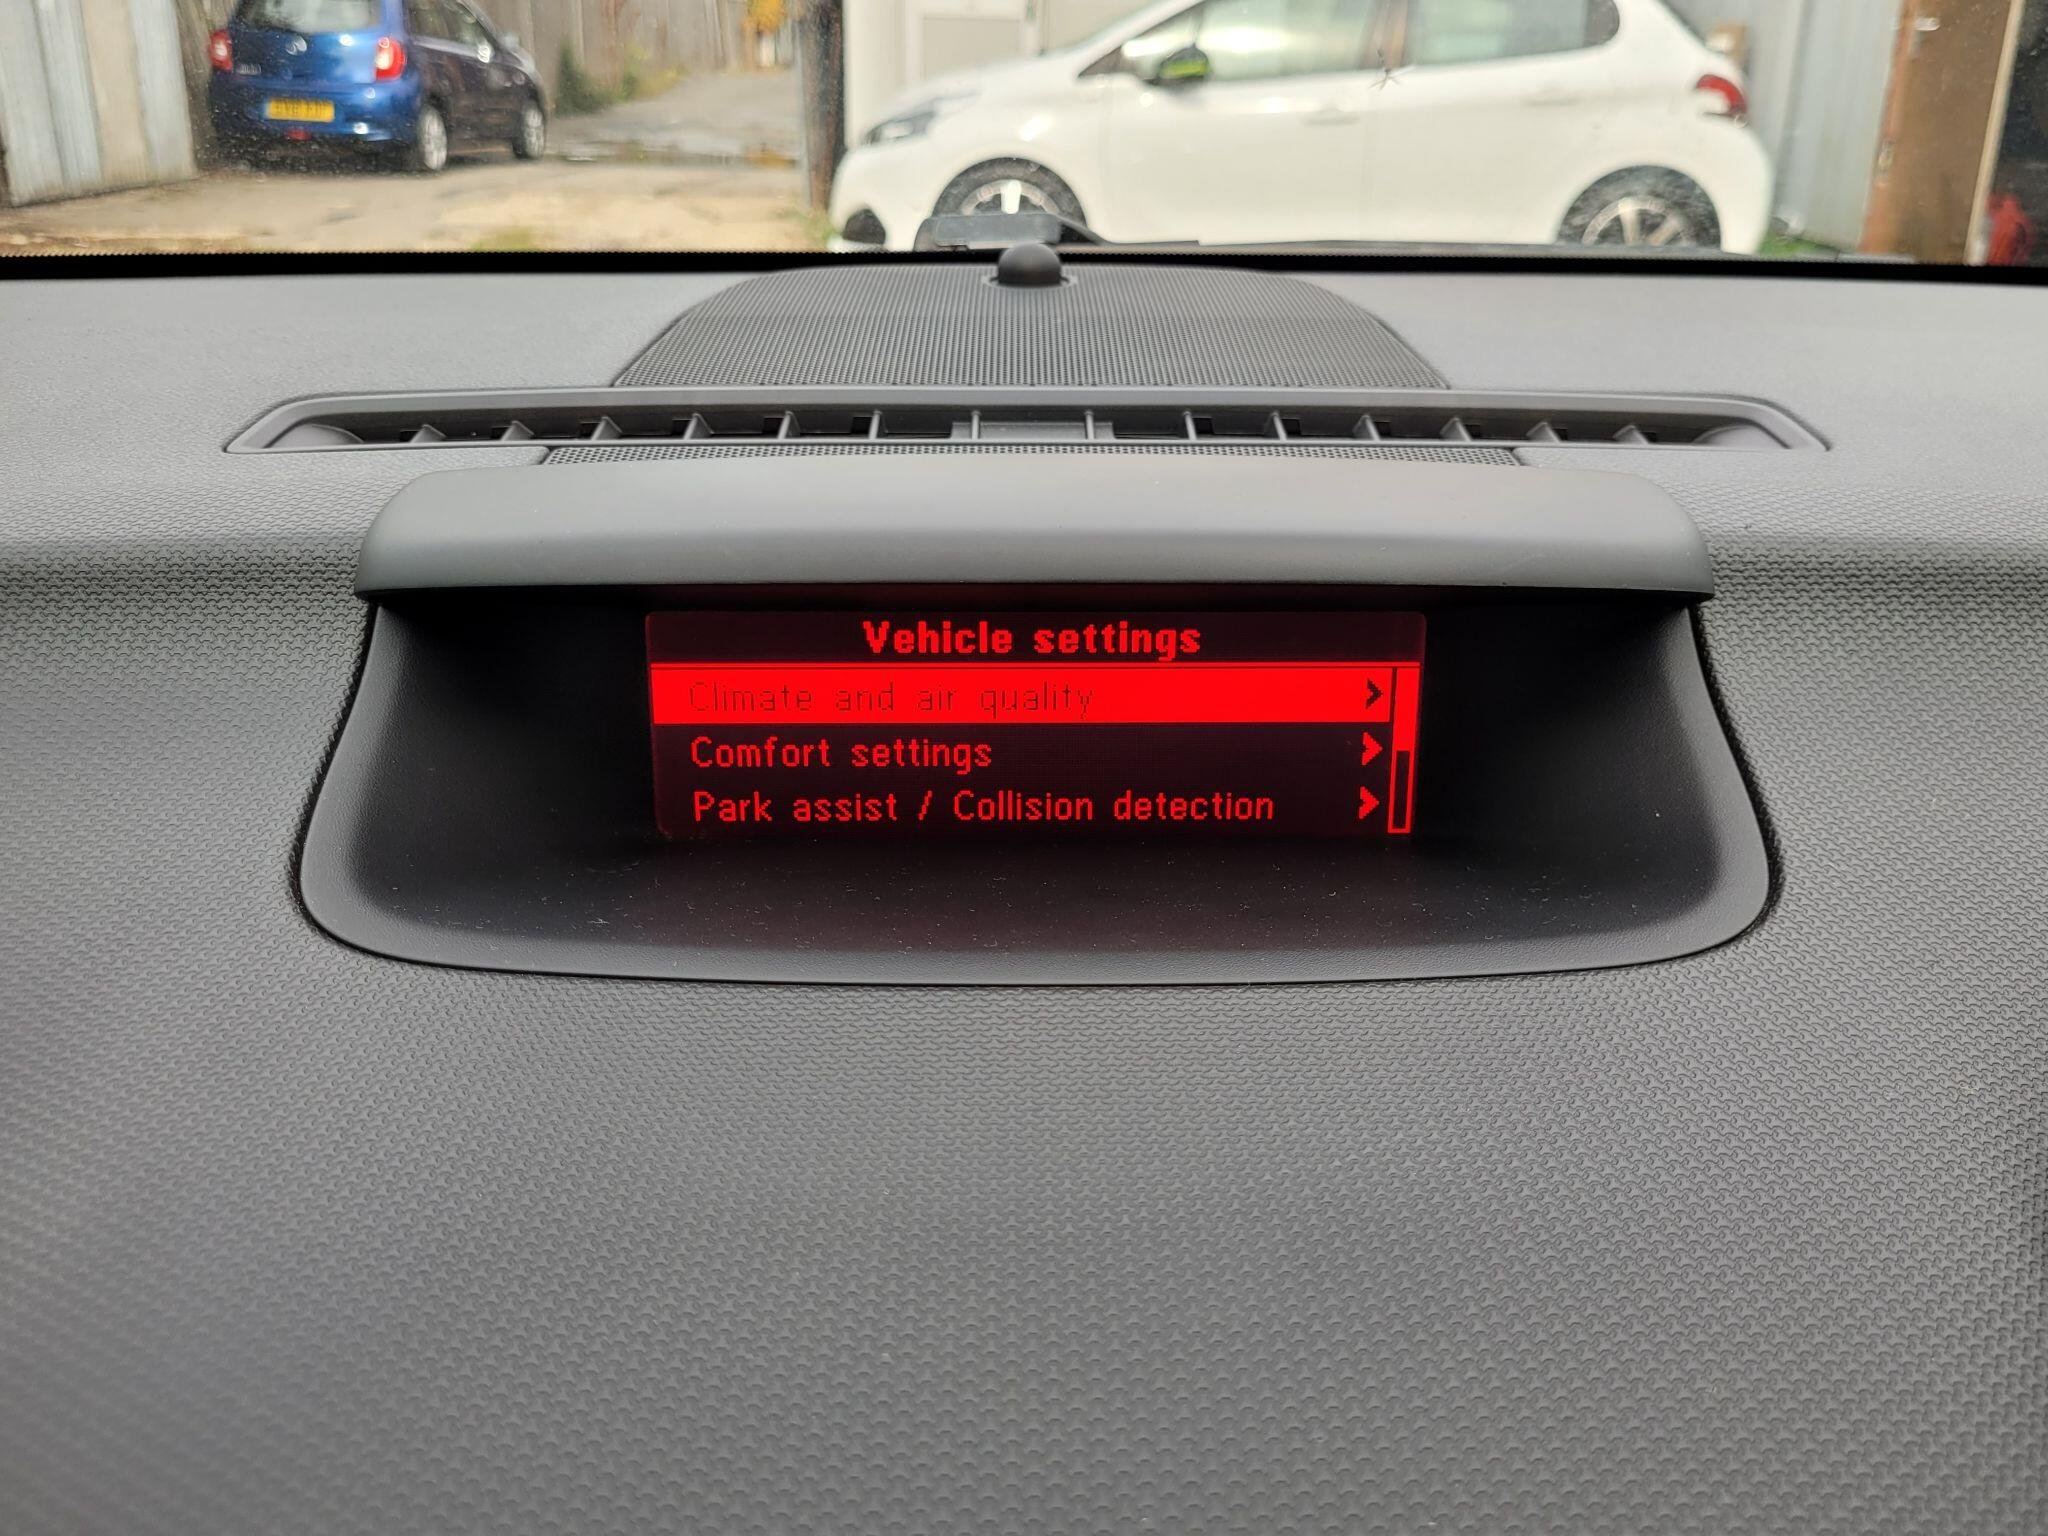 Vehicle settings
Climate and air quality
Comfort settings
Park assist / Collision detection